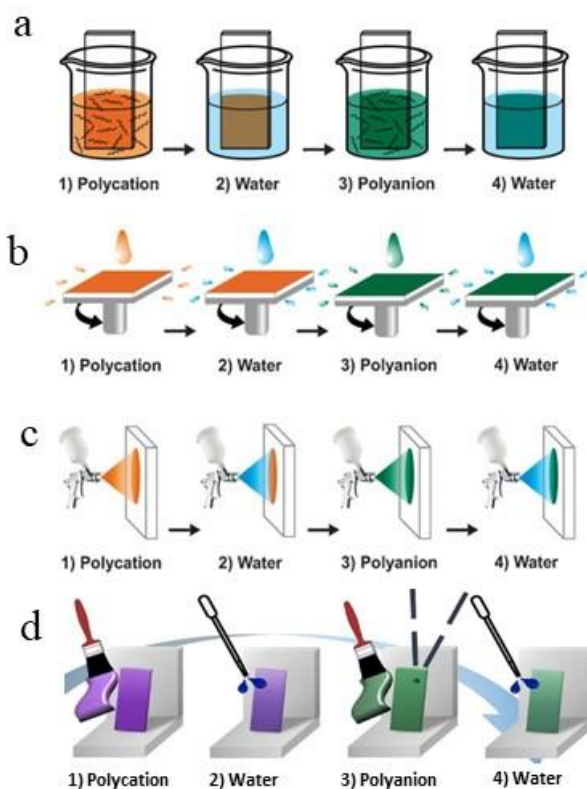 a
1) Polycation 2) Water 3) Polyanion 4) Water
b
1) Polycation 2) Water 3) Polyanion 4) Water
c
1) Polycation 2) Water 3) Polyanion 4) Water
d
1) Polycation 2) Water 3) Polyanion 4) Water